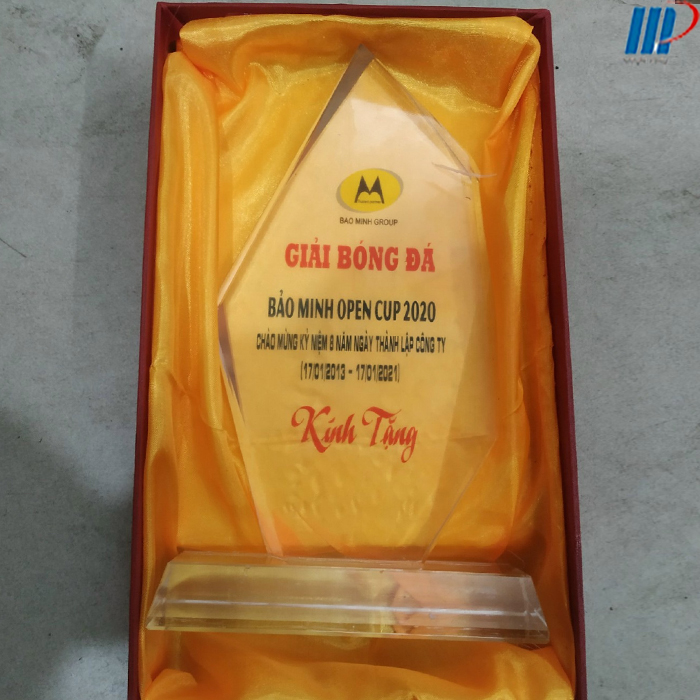 BAO MINH GROUP
GIẢI BÓNG ĐÁ
BẢO MINH OPEN CUP 2020
CHÀO MỪNG KỶ NIỆM 8 NĂM NGÀY THÀNH LẬP CÔNG TY
(17/01/2013 - 17/01/2021)
Kính Tặng